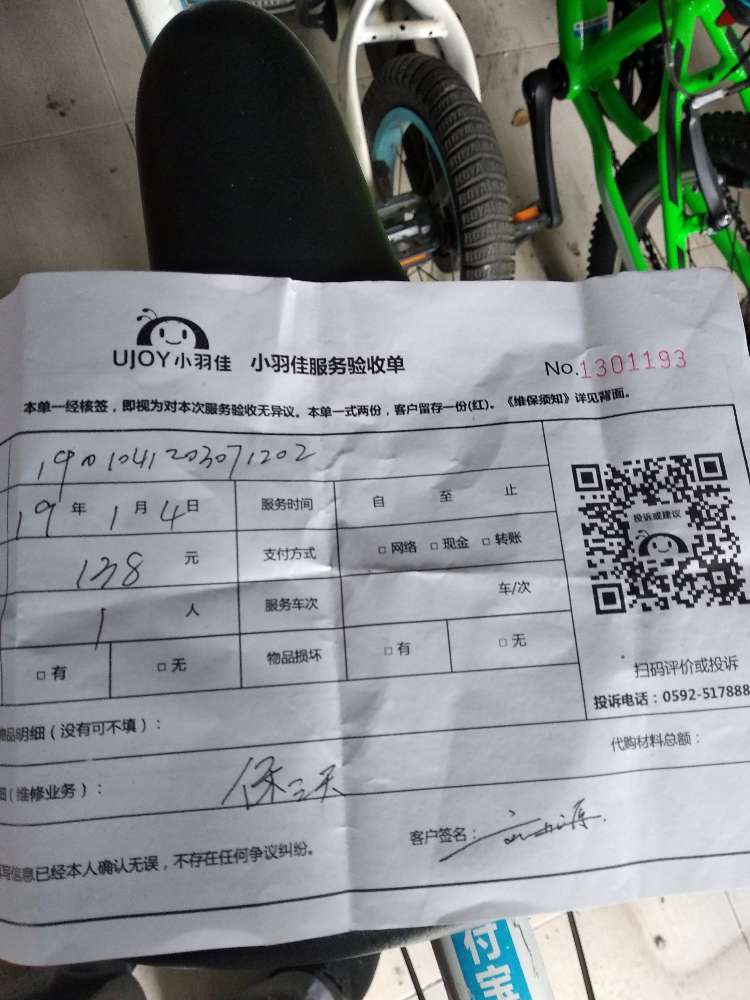 UJOY小羽佳 小羽佳服务验收单 No.1301193
本单一经核签，即视为对本次服务验收无异议。本单一式两份，客户留存一份(红)。《维保须知》详见背面。
投诉或建议
19 年 1 月 4 日 服务时间 自 至 止
138 元 支付方式 □ 网络 □ 现金 □ 转账
1 人 服务车次 车/次
□ 有 □ 无 物品损坏 □ 有 □ 无
扫码评价或投诉
投诉电话：0592-517888
物品明细（没有可不填）：
代购材料总额：
（维修业务）： 保三天
客户签名：
写信息已经本人确认无误，不存在任何争议纠纷。
付宝